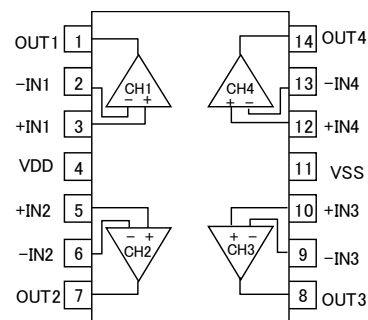 OUT1 1 14 OUT4
−IN1 2 CH1 CH4 13 −IN4
− + + −
+IN1 3 12 +IN4
VDD 4 11 VSS
+IN2 5 10 +IN3
− + + −
−IN2 6 CH2 CH3 9 −IN3
OUT2 7 8 OUT3